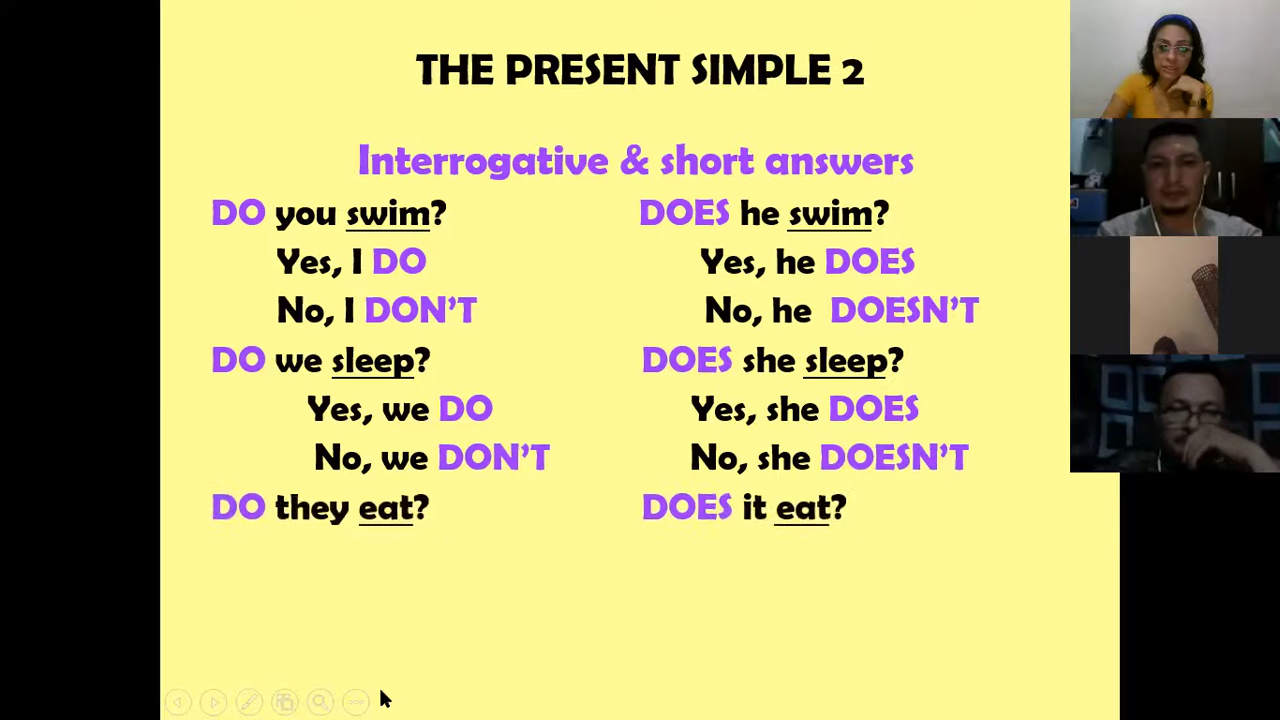 THE PRESENT SIMPLE 2
Interrogative & short answers
DO you swim?
Yes, I DO
No, I DON'T
DO we sleep?
Yes, we DO
No, we DON'T
DO they eat?
DOES he swim?
Yes, he DOES
No, he DOESN'T
DOES she sleep?
Yes, she DOES
No, she DOESN'T
DOES it eat?